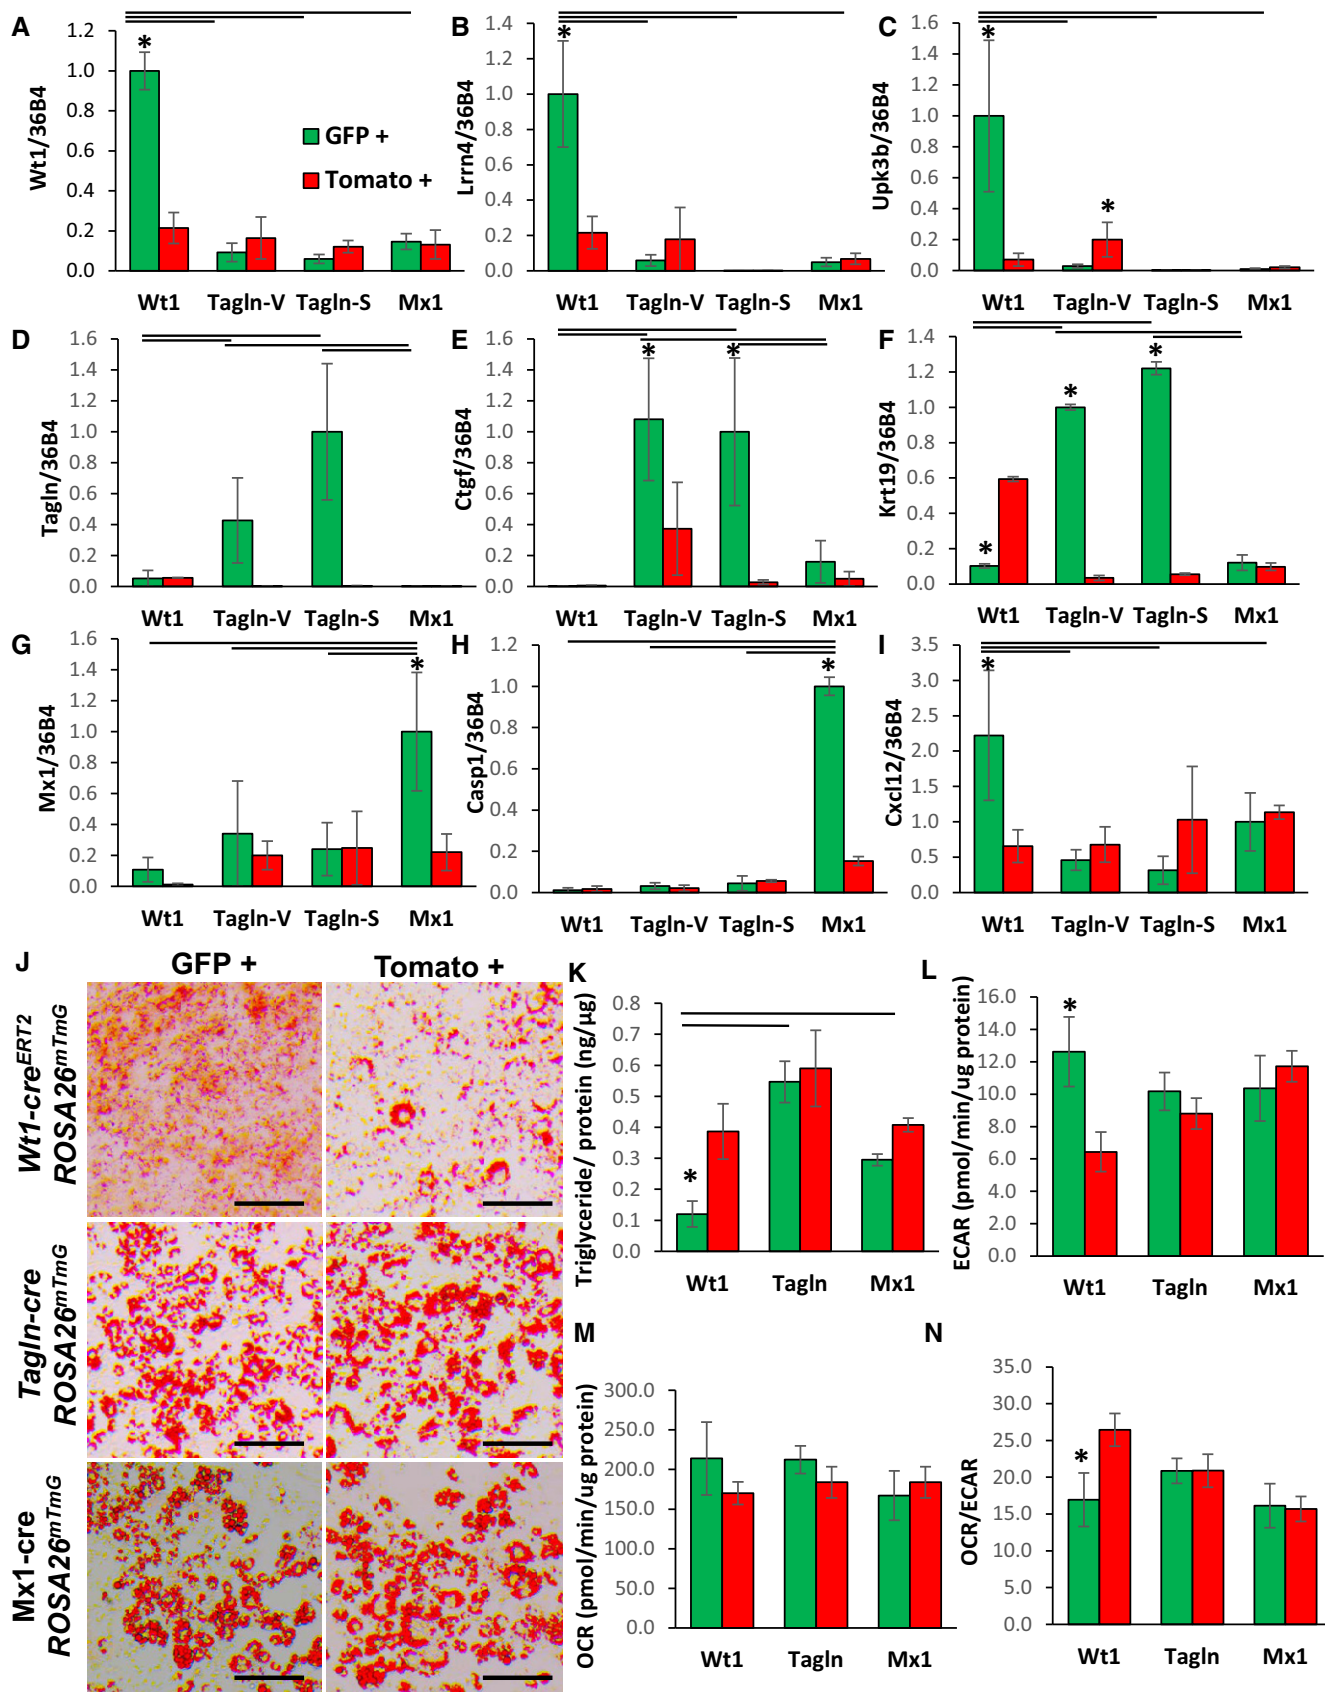 A
Wt1/36B4
1.2
1.0
0.8
0.6
0.4
0.2
0.0
*
GFP +
Tomato +
Wt1 Tagln-V Tagln-S Mx1
B
Lrrn4/36B4
1.4
1.2
1.0
0.8
0.6
0.4
0.2
0.0
*
Wt1 Tagln-V Tagln-S Mx1
C
Upk3b/36B4
1.6
1.4
1.2
1.0
0.8
0.6
0.4
0.2
0.0
* *
Wt1 Tagln-V Tagln-S Mx1
D
Tagln/36B4
1.6
1.4
1.2
1.0
0.8
0.6
0.4
0.2
0.0
Wt1 Tagln-V Tagln-S Mx1
E
Ctgf/36B4
1.6
1.4
1.2
1.0
0.8
0.6
0.4
0.2
0.0
* *
Wt1 Tagln-V Tagln-S Mx1
F
Krt19/36B4
1.4
1.2
1.0
0.8
0.6
0.4
0.2
0.0
* * *
Wt1 Tagln-V Tagln-S Mx1
G
Mx1/36B4
1.6
1.4
1.2
1.0
0.8
0.6
0.4
0.2
0.0
*
Wt1 Tagln-V Tagln-S Mx1
H
Casp1/36B4
1.2
1.0
0.8
0.6
0.4
0.2
0.0
*
Wt1 Tagln-V Tagln-S Mx1
I
Cxcl12/36B4
3.5
3.0
2.5
2.0
1.5
1.0
0.5
0.0
*
Wt1 Tagln-V Tagln-S Mx1
J
GFP + Tomato +
Wt1-creERT2
ROSA26mTmG
Tagln-cre
ROSA26mTmG
Mx1-cre
ROSA26mTmG
K
Triglyceride/ protein (ng/µg)
0.8
0.7
0.6
0.5
0.4
0.3
0.2
0.1
0.0
*
Wt1 Tagln Mx1
L
ECAR (pmol/min/ug protein)
16.0
14.0
12.0
10.0
8.0
6.0
4.0
2.0
0.0
*
Wt1 Tagln Mx1
M
OCR (pmol/min/ug protein)
300.0
250.0
200.0
150.0
100.0
50.0
0.0
Wt1 Tagln Mx1
N
OCR/ECAR
35.0
30.0
25.0
20.0
15.0
10.0
5.0
0.0
*
Wt1 Tagln Mx1